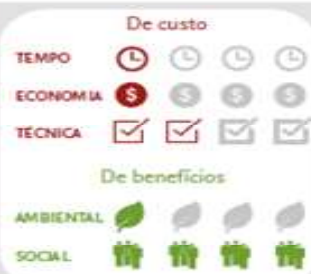 De custo
TEMPO
ECONOMIA
TÉCNICA
De benefícios
AMBIENTAL
SOCIAL